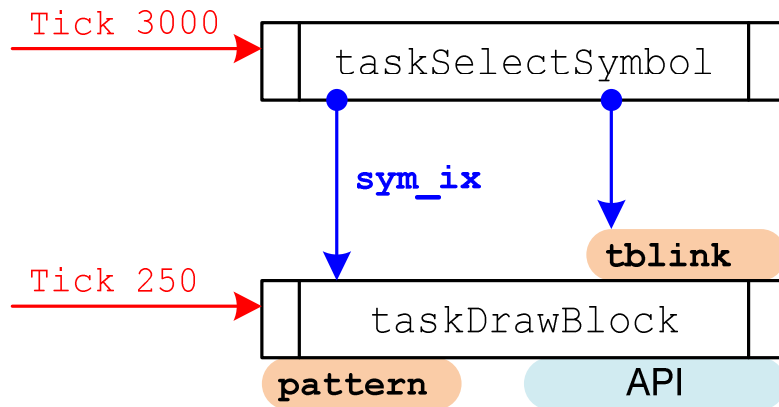 Tick 3000
taskSelectSymbol
sym_ix
tblink
Tick 250
taskDrawBlock
pattern
API